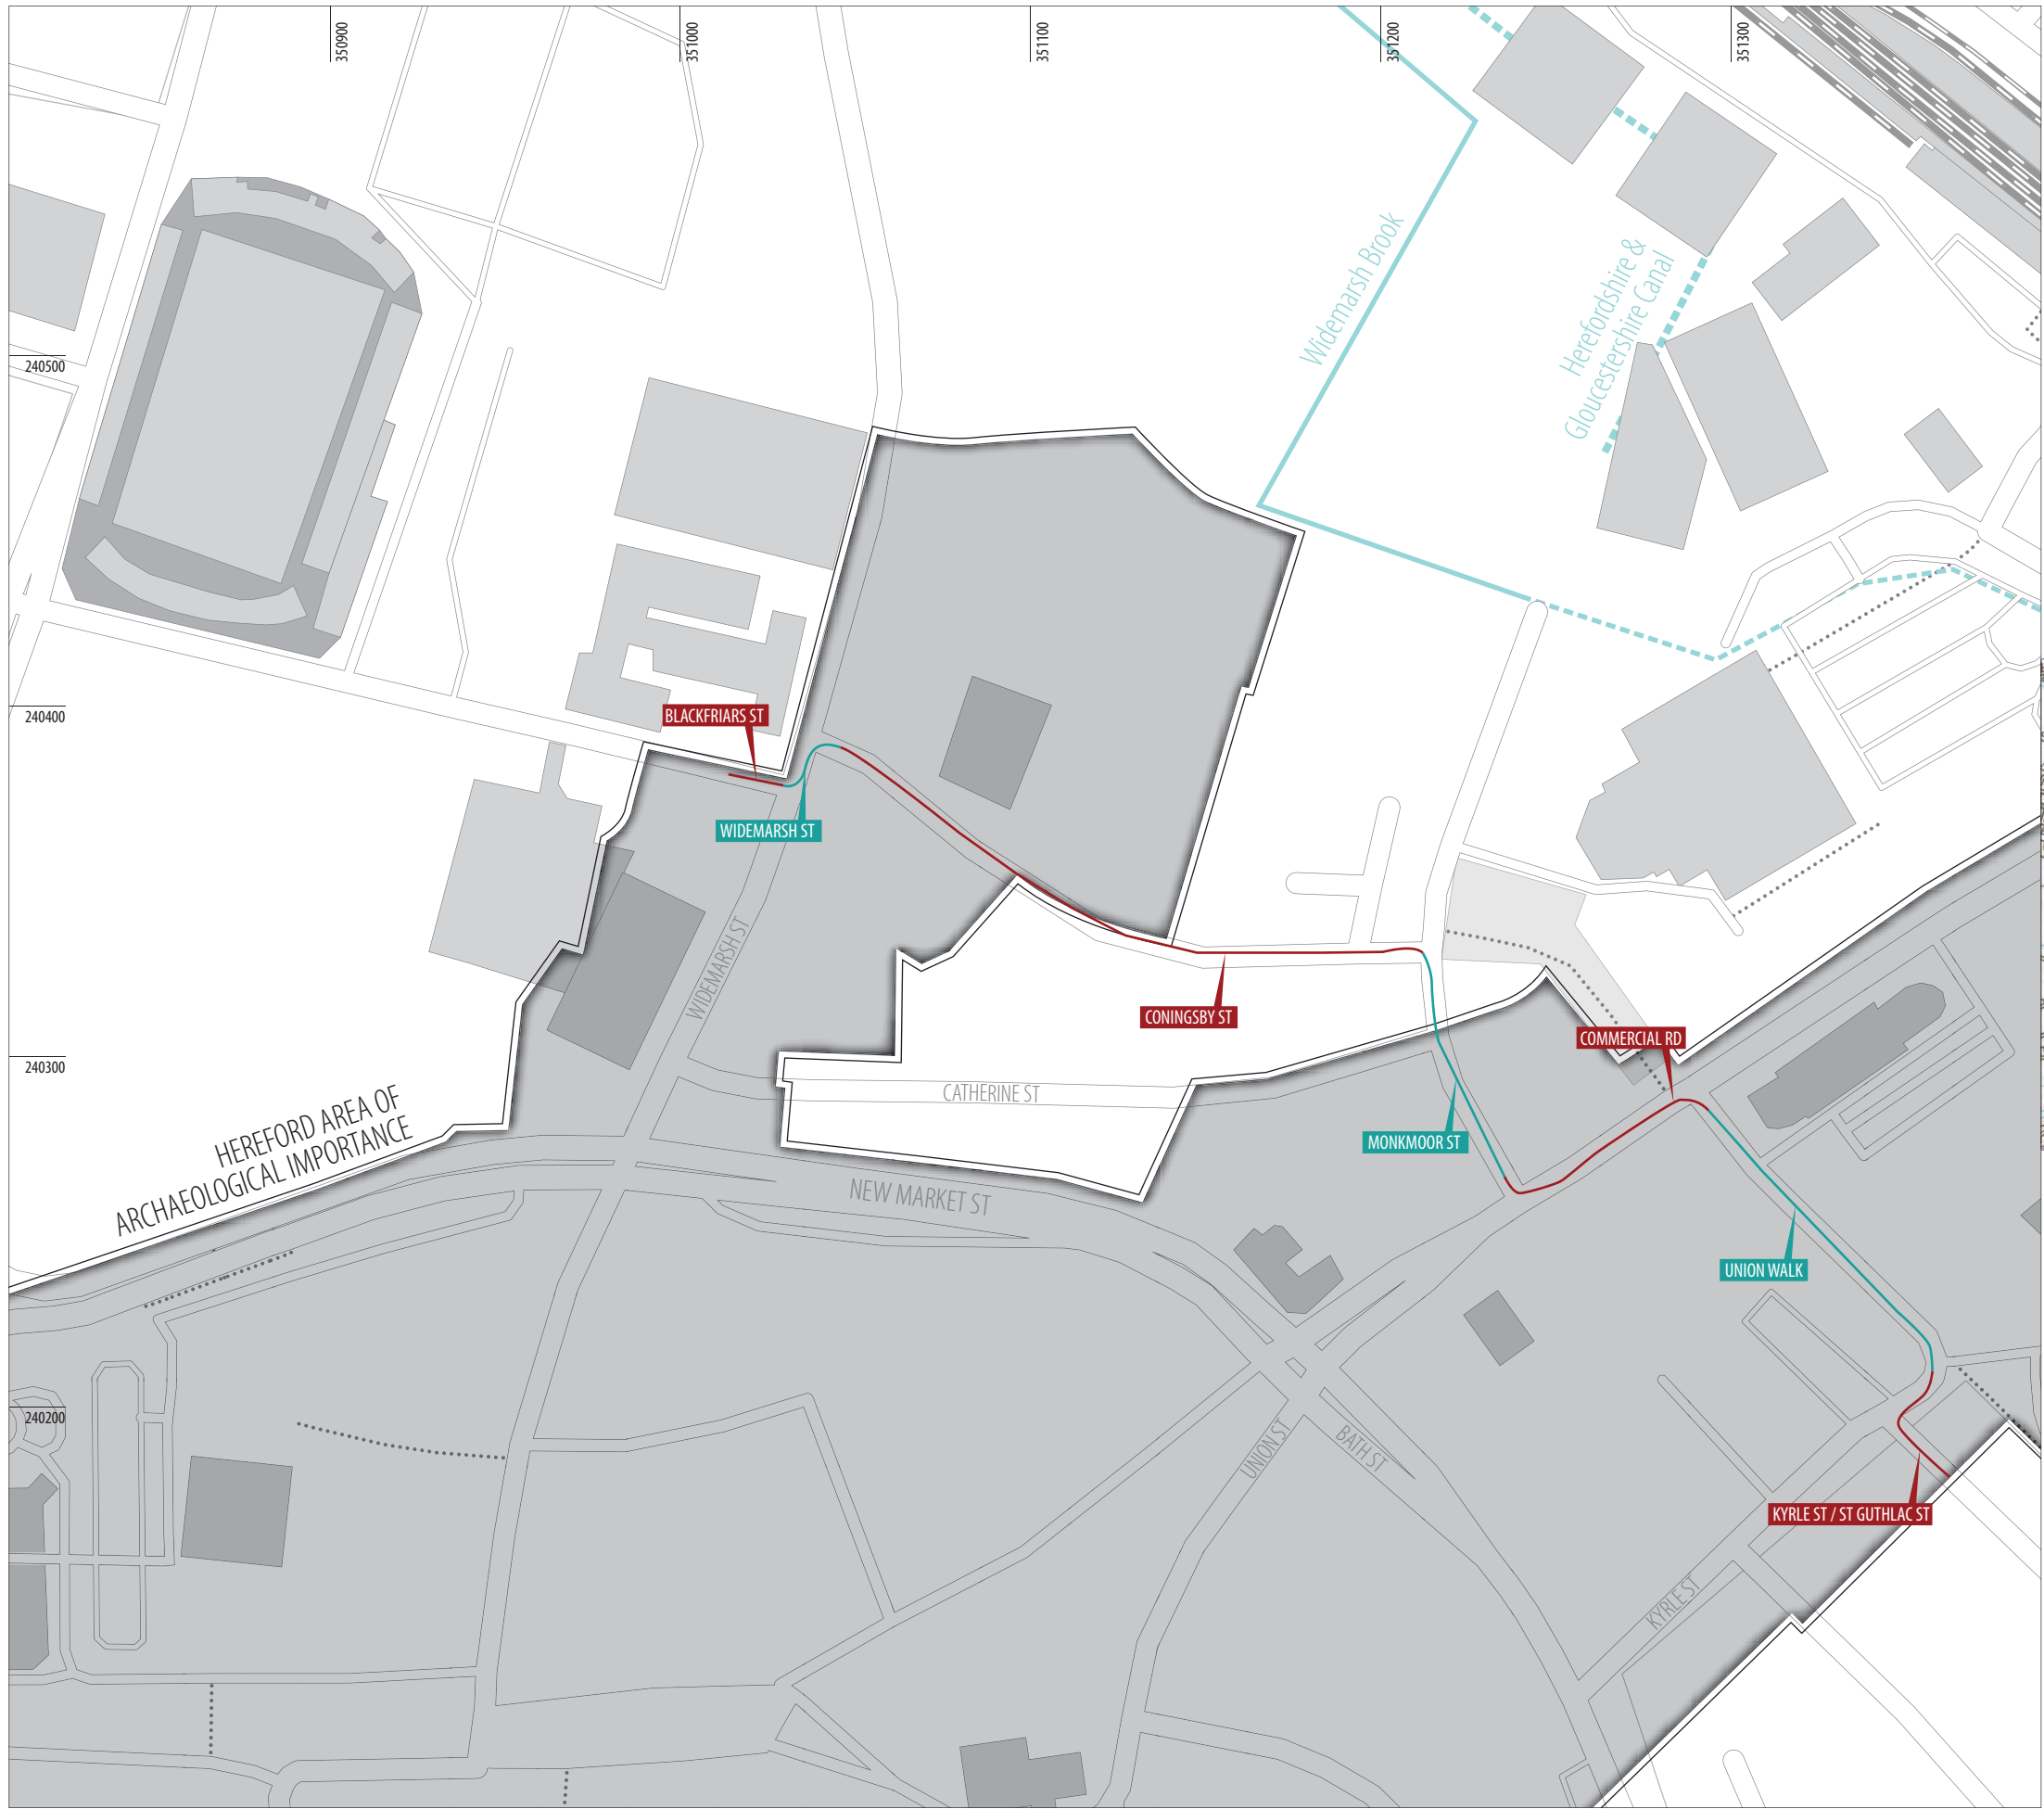 350900
351000
351100
351200
351300
Widemarsh Brook
Herefordshire &
Gloucestershire Canal
240500
240400
BLACKFRIARS ST
WIDEMARSH ST
WIDEMARSH ST
CONINGSBY ST
COMMERCIAL RD
240300
CATHERINE ST
HEREFORD AREA OF
ARCHAEOLOGICAL IMPORTANCE
MONKMOOR ST
NEW MARKET ST
UNION WALK
240200
UNION ST
BATH ST
KYRLE ST / ST GUTHLAC ST
KYRLE ST